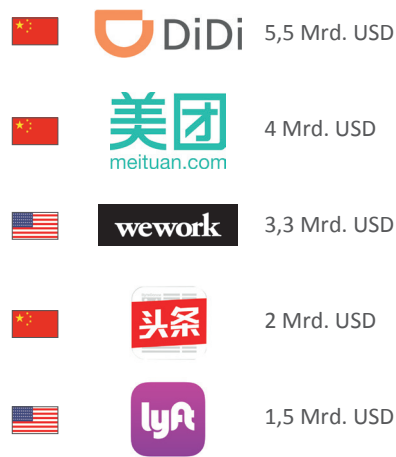 DiDi 5,5 Mrd. USD
美团
meituan.com
4 Mrd. USD
wework 3,3 Mrd. USD
头条 2 Mrd. USD
lyft 1,5 Mrd. USD